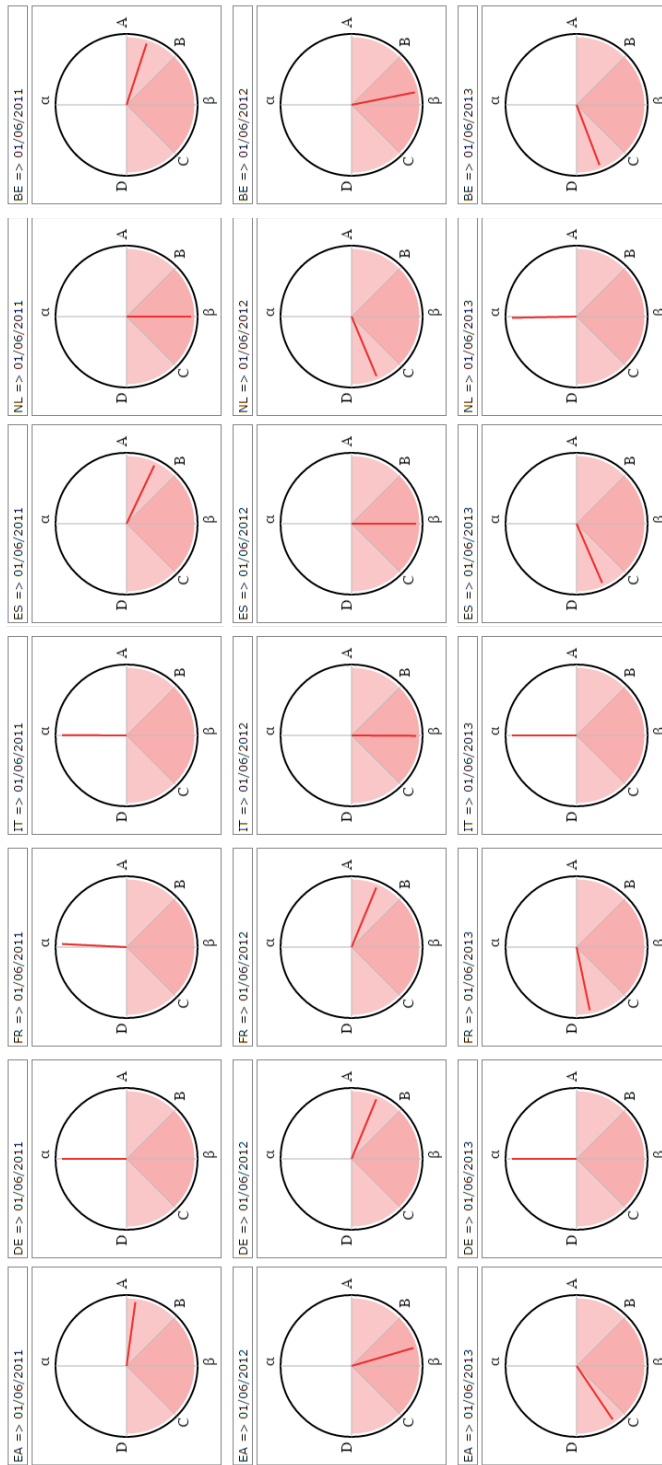 EA => 01/06/2011
α
D A
C B
β
DE => 01/06/2011
α
D A
C B
β
FR => 01/06/2011
α
D A
C B
β
IT => 01/06/2011
α
D A
C B
β
ES => 01/06/2011
α
D A
C B
β
NL => 01/06/2011
α
D A
C B
β
BE => 01/06/2011
α
D A
C B
β
EA => 01/06/2012
α
D A
C B
β
DE => 01/06/2012
α
D A
C B
β
FR => 01/06/2012
α
D A
C B
β
IT => 01/06/2012
α
D A
C B
β
ES => 01/06/2012
α
D A
C B
β
NL => 01/06/2012
α
D A
C B
β
BE => 01/06/2012
α
D A
C B
β
EA => 01/06/2013
α
D A
C B
β
DE => 01/06/2013
α
D A
C B
β
FR => 01/06/2013
α
D A
C B
β
IT => 01/06/2013
α
D A
C B
β
ES => 01/06/2013
α
D A
C B
β
NL => 01/06/2013
α
D A
C B
β
BE => 01/06/2013
α
D A
C B
β